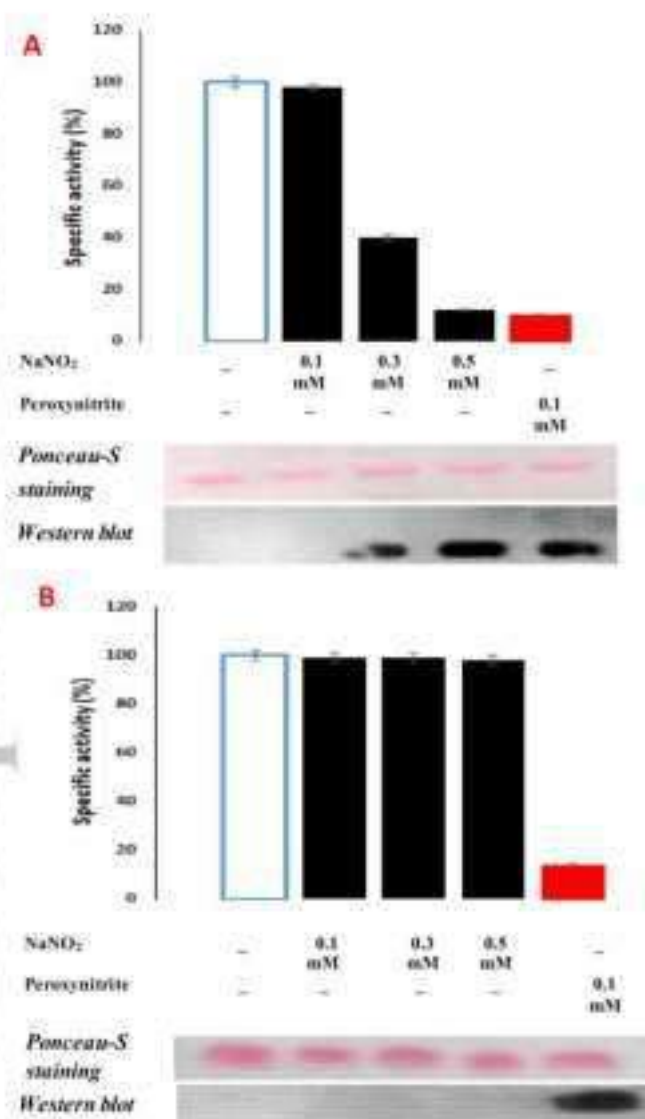 A
Specific activity (%)
120
100
80
60
40
20
0
NaNO₂ – 0.1 mM 0.3 mM 0.5 mM –
Peroxynitrite – – – – 0.1 mM
Ponceau-S
staining
Western blot
B
Specific activity (%)
120
100
80
60
40
20
0
NaNO₂ – 0.1 mM 0.3 mM 0.5 mM –
Peroxynitrite – – – – 0.1 mM
Ponceau-S
staining
Western blot